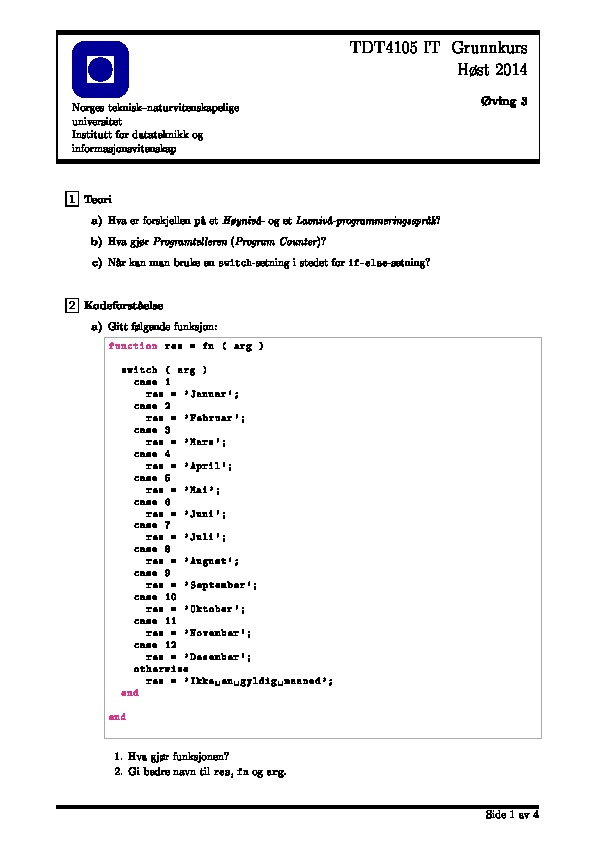 TDT4105 IT Grunnkurs
Høst 2014
Øving 3
Norges teknisk–naturvitenskapelige
universitet
Institutt for datateknikk og
informasjonsvitenskap
1 Teori
a) Hva er forskjellen på et Høynivå- og et Lavnivå-programmeringsspråk?
b) Hva gjør Programtelleren (Program Counter)?
c) Når kan man bruke en switch-setning i stedet for if-else-setning?
2 Kodeforståelse
a) Gitt følgende funksjon:
function res = fn ( arg )
switch ( arg )
case 1
res = 'Januar';
case 2
res = 'Februar';
case 3
res = 'Mars';
case 4
res = 'April';
case 5
res = 'Mai';
case 6
res = 'Juni';
case 7
res = 'Juli';
case 8
res = 'August';
case 9
res = 'September';
case 10
res = 'Oktober';
case 11
res = 'November';
case 12
res = 'Desember';
otherwise
res = 'Ikke␣en␣gyldig␣maaned';
end
end
1. Hva gjør funksjonen?
2. Gi bedre navn til res, fn og arg.
Side 1 av 4